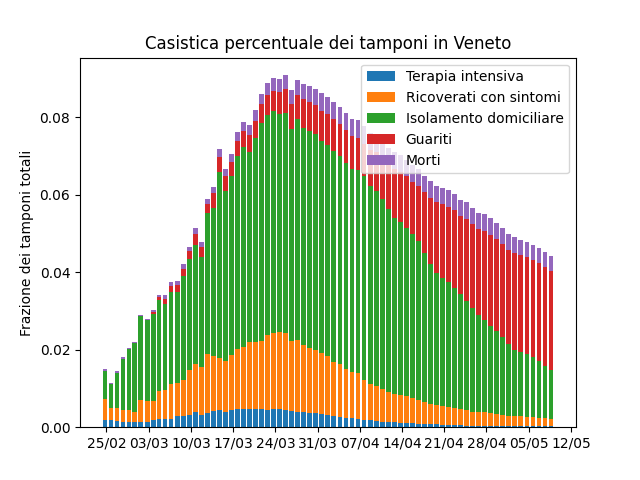 Casistica percentuale dei tamponi in Veneto
Frazione dei tamponi totali
0.08
0.06
0.04
0.02
0.00
Terapia intensiva
Ricoverati con sintomi
Isolamento domiciliare
Guariti
Morti
25/02 03/03 10/03 17/03 24/03 31/03 07/04 14/04 21/04 28/04 05/05 12/05